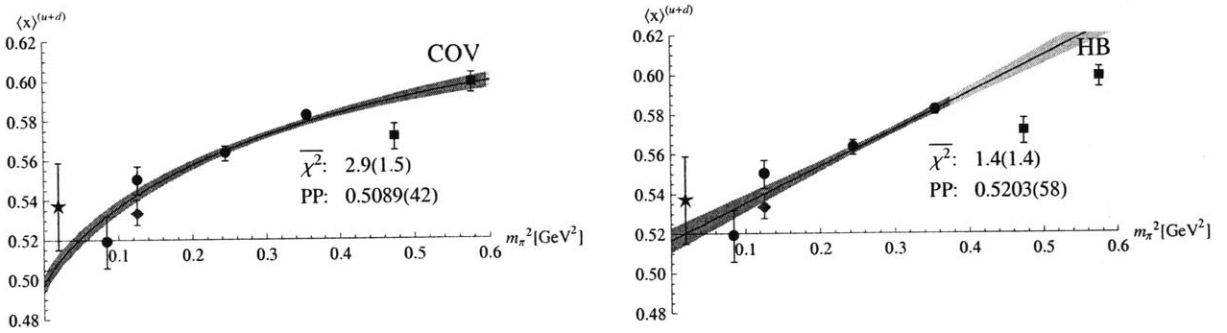 ⟨x⟩^(u+d)
0.62
COV
0.60
0.58
0.56
χ²: 2.9(1.5)
0.54
PP: 0.5089(42)
0.52
m_π²[GeV²]
0.1 0.2 0.3 0.4 0.5 0.6
0.50
0.48
⟨x⟩^(u+d)
0.62
HB
0.60
0.58
0.56
χ²: 1.4(1.4)
0.54
PP: 0.5203(58)
0.52
m_π²[GeV²]
0.1 0.2 0.3 0.4 0.5 0.6
0.50
0.48